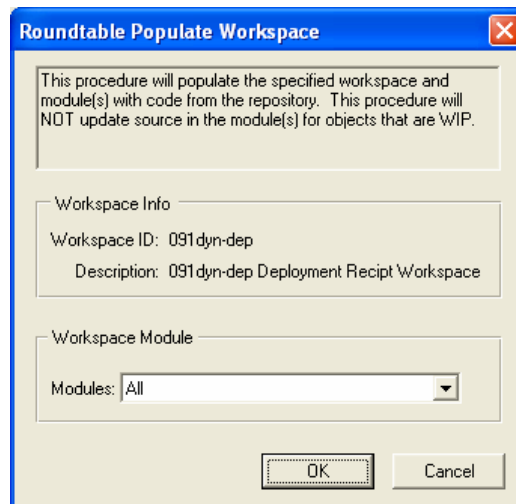 Roundtable Populate Workspace
This procedure will populate the specified workspace and
module(s) with code from the repository.  This procedure will
NOT update source in the module(s) for objects that are WIP.
Workspace Info
Workspace ID: 091dyn-dep
Description: 091dyn-dep Deployment Recipt Workspace
Workspace Module
Modules: All
OK Cancel